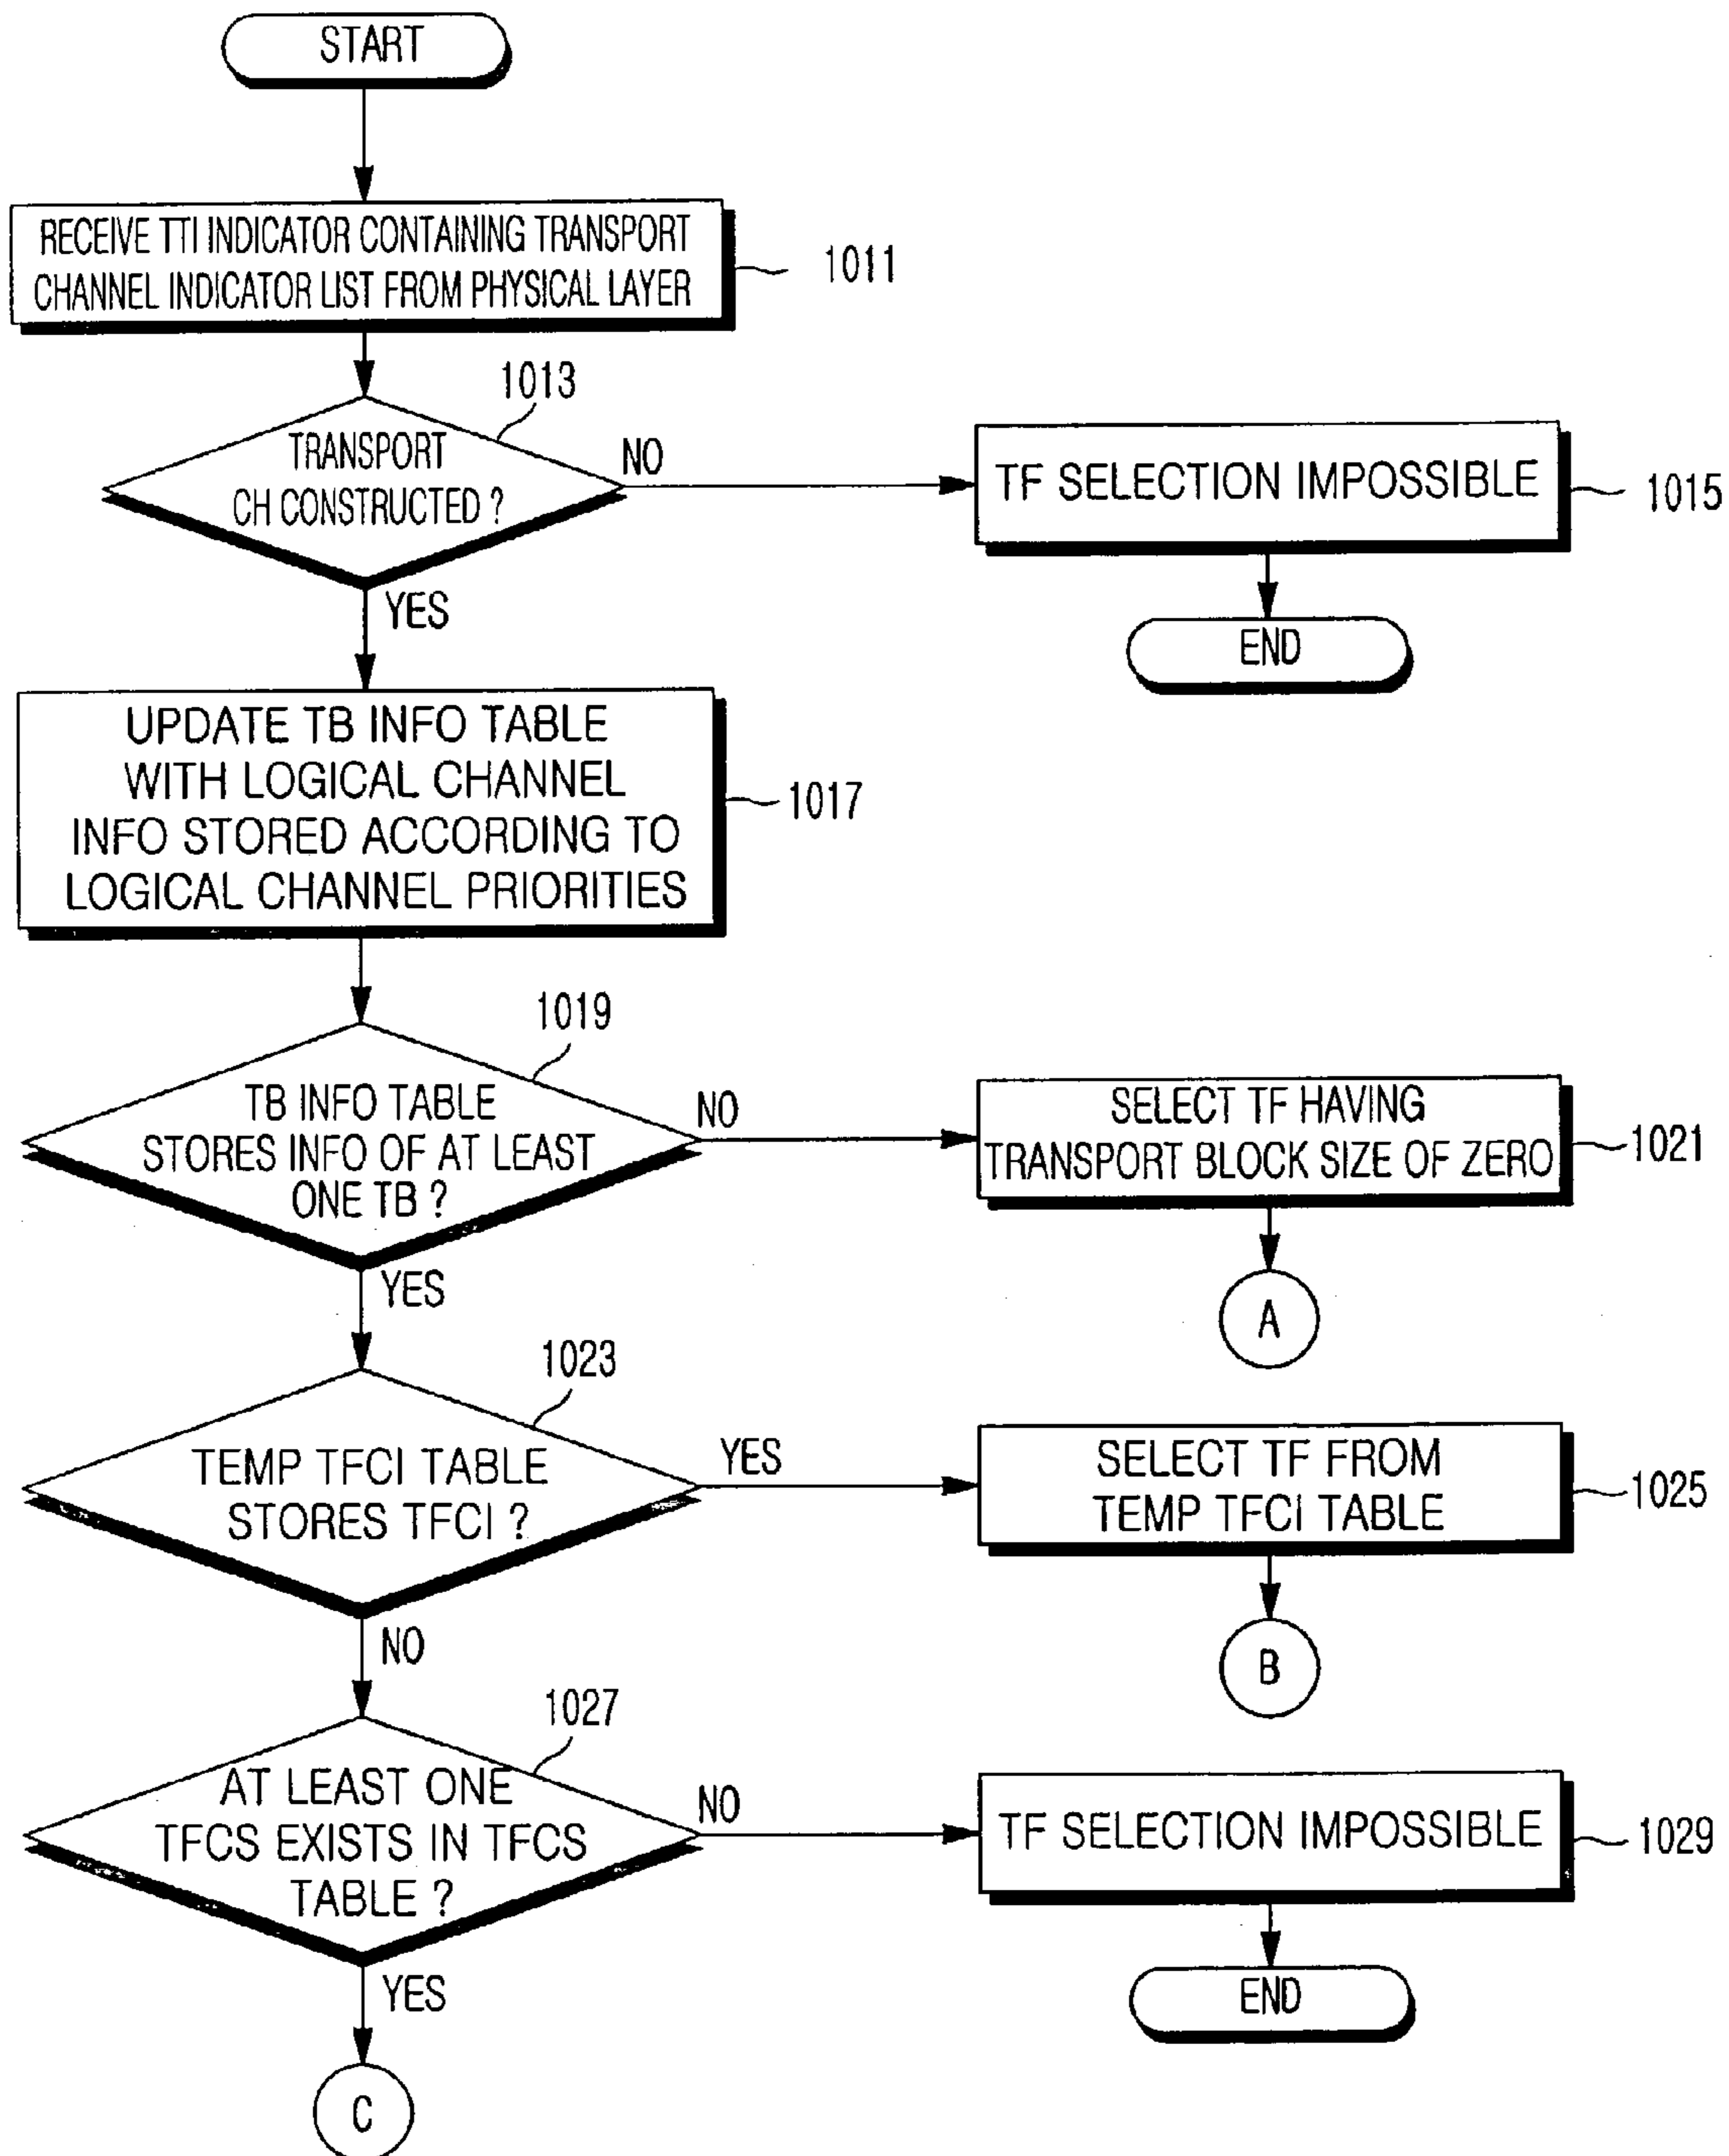 START
RECEIVE TTI INDICATOR CONTAINING TRANSPORT
CHANNEL INDICATOR LIST FROM PHYSICAL LAYER
1011
1013
TRANSPORT
CH CONSTRUCTED ?
NO
TF SELECTION IMPOSSIBLE
1015
YES
END
UPDATE TB INFO TABLE
WITH LOGICAL CHANNEL
INFO STORED ACCORDING TO
LOGICAL CHANNEL PRIORITIES
1017
1019
TB INFO TABLE
STORES INFO OF AT LEAST
ONE TB ?
NO
SELECT TF HAVING
TRANSPORT BLOCK SIZE OF ZERO
1021
YES
A
1023
TEMP TFCI TABLE
STORES TFCI ?
YES
SELECT TF FROM
TEMP TFCI TABLE
1025
NO
B
1027
AT LEAST ONE
TFCS EXISTS IN TFCS
TABLE ?
NO
TF SELECTION IMPOSSIBLE
1029
YES
END
C